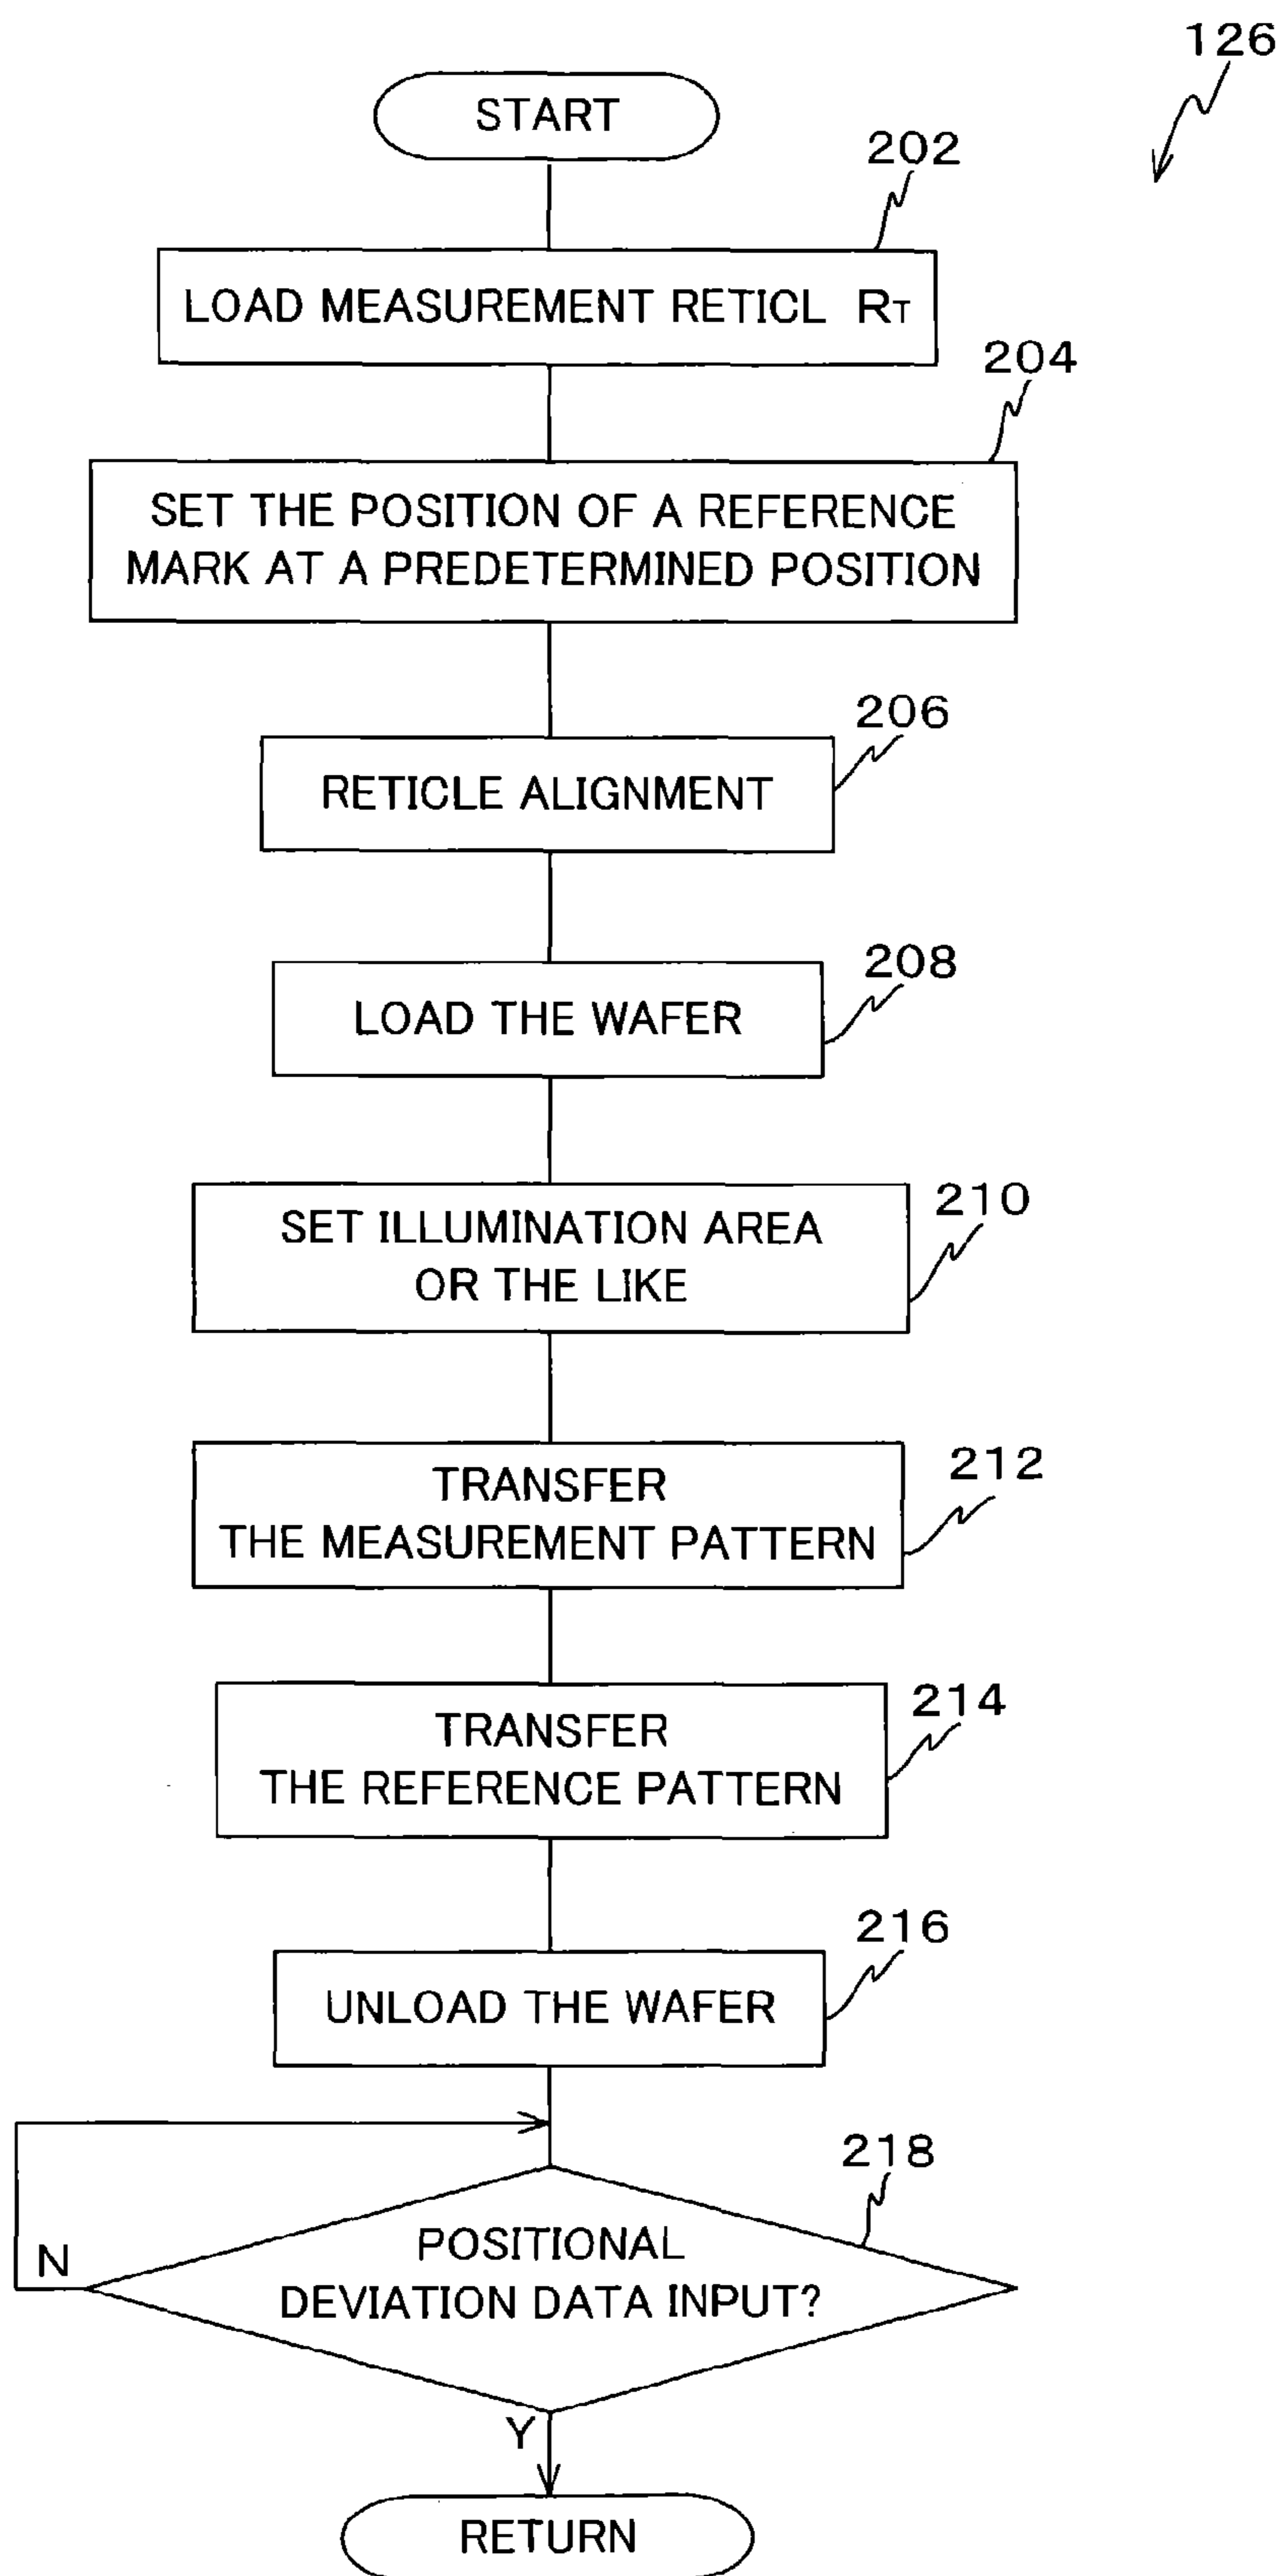 126
START
202
LOAD MEASUREMENT RETICL RT
204
SET THE POSITION OF A REFERENCE
MARK AT A PREDETERMINED POSITION
206
RETICLE ALIGNMENT
208
LOAD THE WAFER
210
SET ILLUMINATION AREA
OR THE LIKE
212
TRANSFER
THE MEASUREMENT PATTERN
214
TRANSFER
THE REFERENCE PATTERN
216
UNLOAD THE WAFER
218
POSITIONAL
DEVIATION DATA INPUT?
N
Y
RETURN